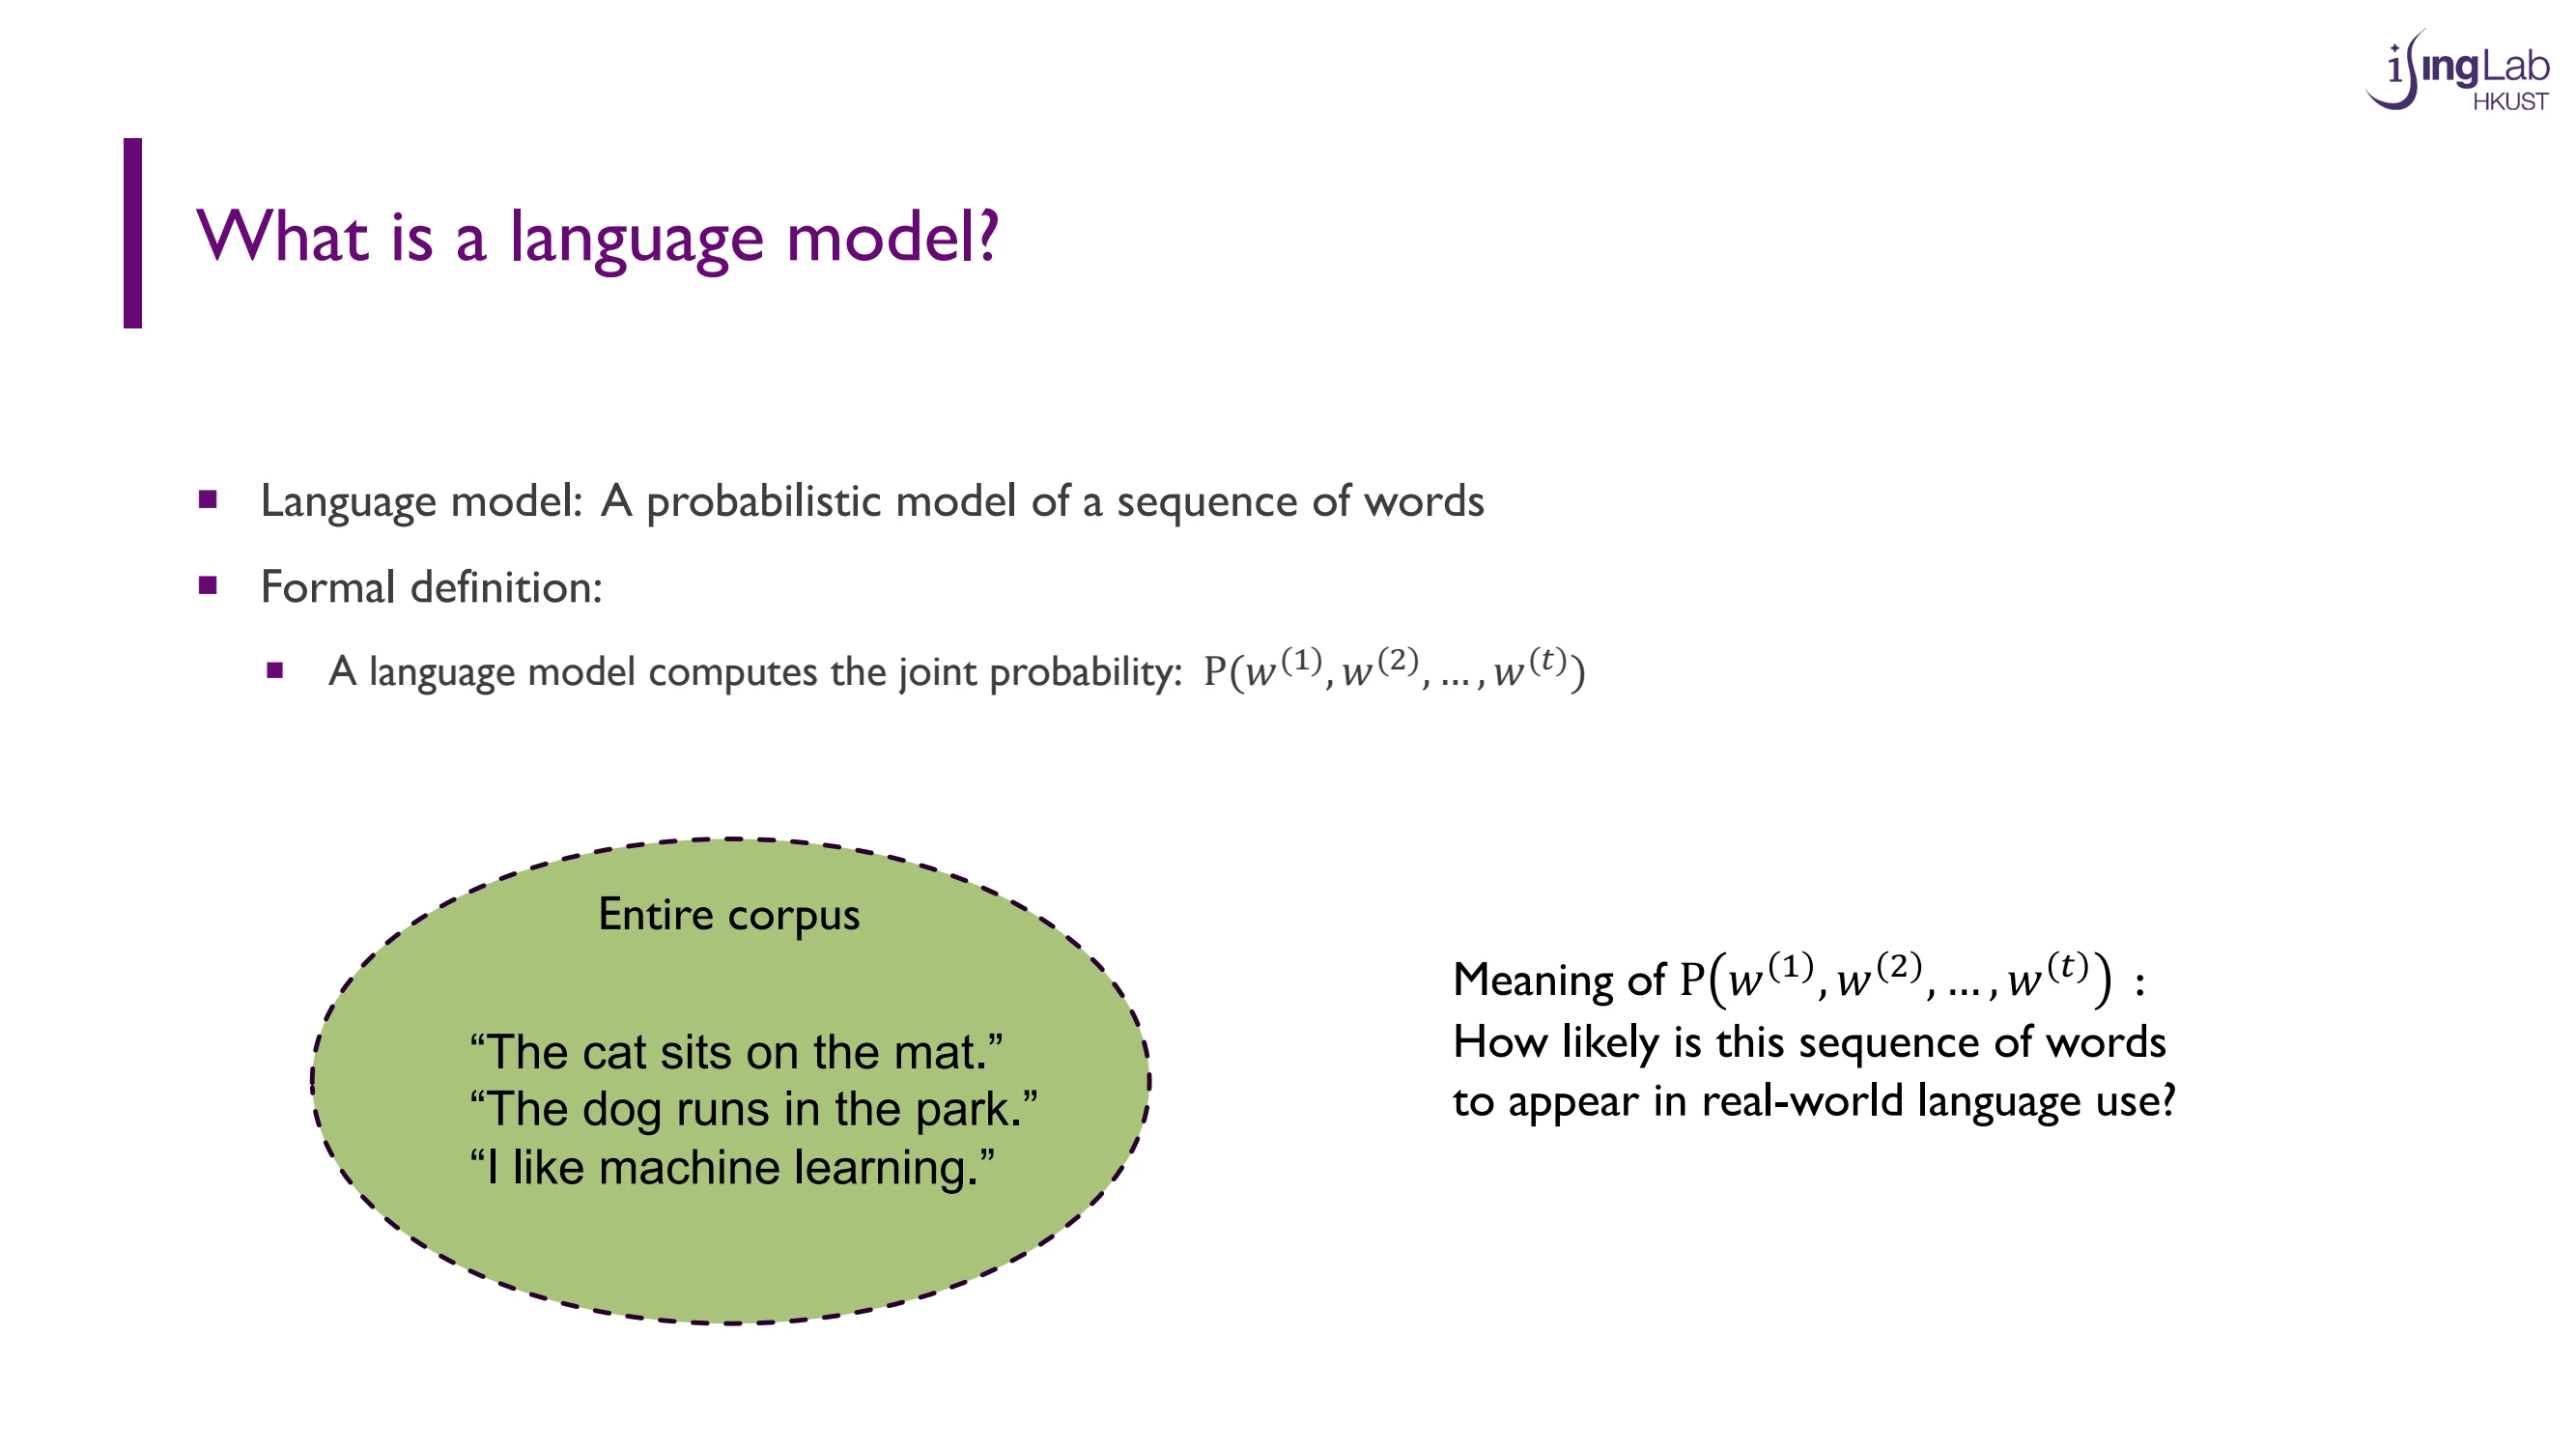 iSingLab
HKUST
What is a language model?
▪ Language model: A probabilistic model of a sequence of words
▪ Formal definition:
▪ A language model computes the joint probability: P(w⁽¹⁾, w⁽²⁾, … , w⁽ᵗ⁾)
Entire corpus
“The cat sits on the mat.”
“The dog runs in the park.”
“I like machine learning.”
Meaning of P(w⁽¹⁾, w⁽²⁾, … , w⁽ᵗ⁾) :
How likely is this sequence of words
to appear in real-world language use?